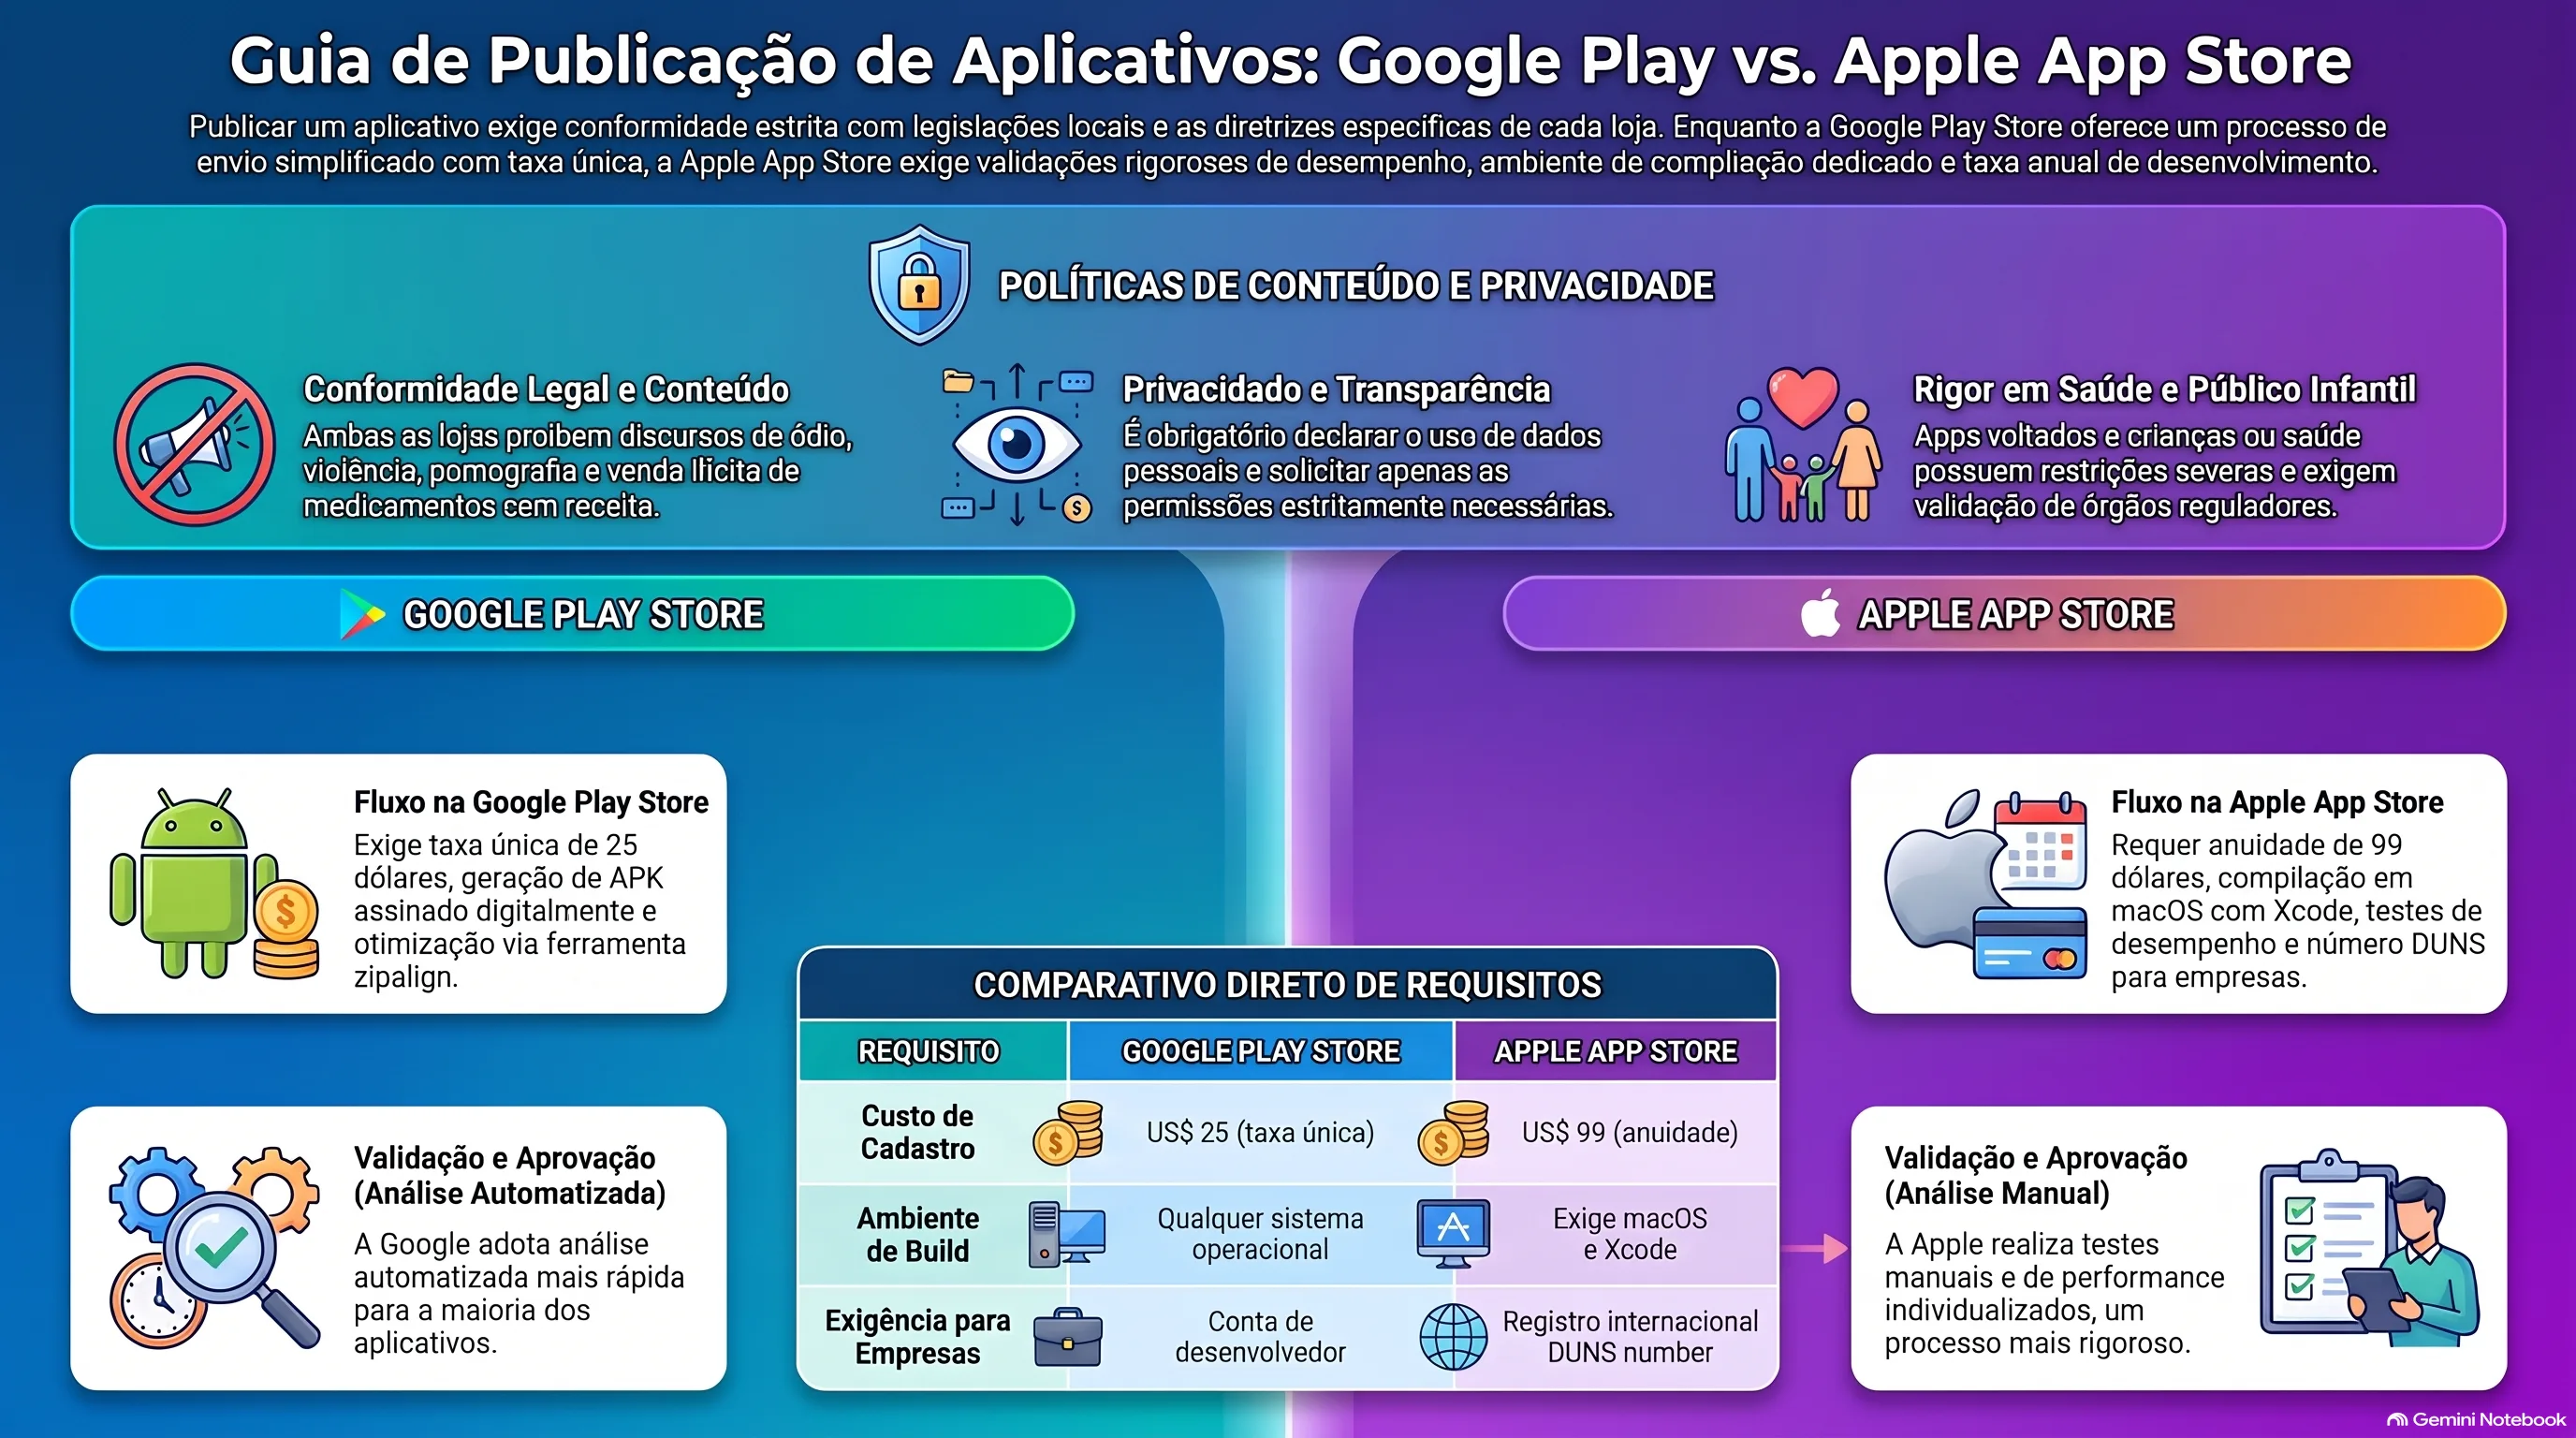 Guia de Publicação de Aplicativos: Google Play vs. Apple App Store
Publicar um aplicativo exige conformidade estrita com legislações locais e as diretrizes especificas de cada loja. Enquanto a Google Play Store oferece um processo de
envio simplificado com taxa única, a Apple App Store exige validações rigoroses de desempenho, ambiente de compliação dedicado e taxa anual de desenvolvimento.
POLÍTICAS DE CONTEÚDO E PRIVACIDADE
Conformidade Legal e Conteúdo
Ambas as lojas proibem discursos de ódio,
violência, pomografia e venda Ilícita de
medicamentos cem receita.
Privacidado e Transparência
É obrigatório declarar o uso de dados
pessoais e solicitar apenas as
permissões estritamente necessárias.
Rigor em Saúde e Público Infantil
Apps voltados e crianças ou saúde
possuem restrições severas e exigem
validação de órgãos reguladores.
GOOGLE PLAY STORE
APPLE APP STORE
Fluxo na Google Play Store
Exige taxa única de 25
dólares, geração de APK
assinado digitalmente e
otimização via ferramenta
zipalign.
Validação e Aprovação
(Análise Automatizada)
A Google adota análise
automatizada mais rápida
para a maioria dos
aplicativos.
COMPARATIVO DIRETO DE REQUISITOS
REQUISITO GOOGLE PLAY STORE APPLE APP STORE
Custo de
Cadastro
US$ 25 (taxa única)
US$ 99 (anuidade)
Ambiente
de Build
Qualquer sistema
operacional
Exige macOS
e Xcode
Exigência para
Empresas
Conta de
desenvolvedor
Registro internacional
DUNS number
Fluxo na Apple App Store
Requer anuidade de 99
dólares, compilação em
macOS com Xcode, testes de
desempenho e número DUNS
para empresas.
Validação e Aprovação
(Análise Manual)
A Apple realiza testes
manuais e de performance
individualizados, um
processo mais rigoroso.
Gemini Notebook